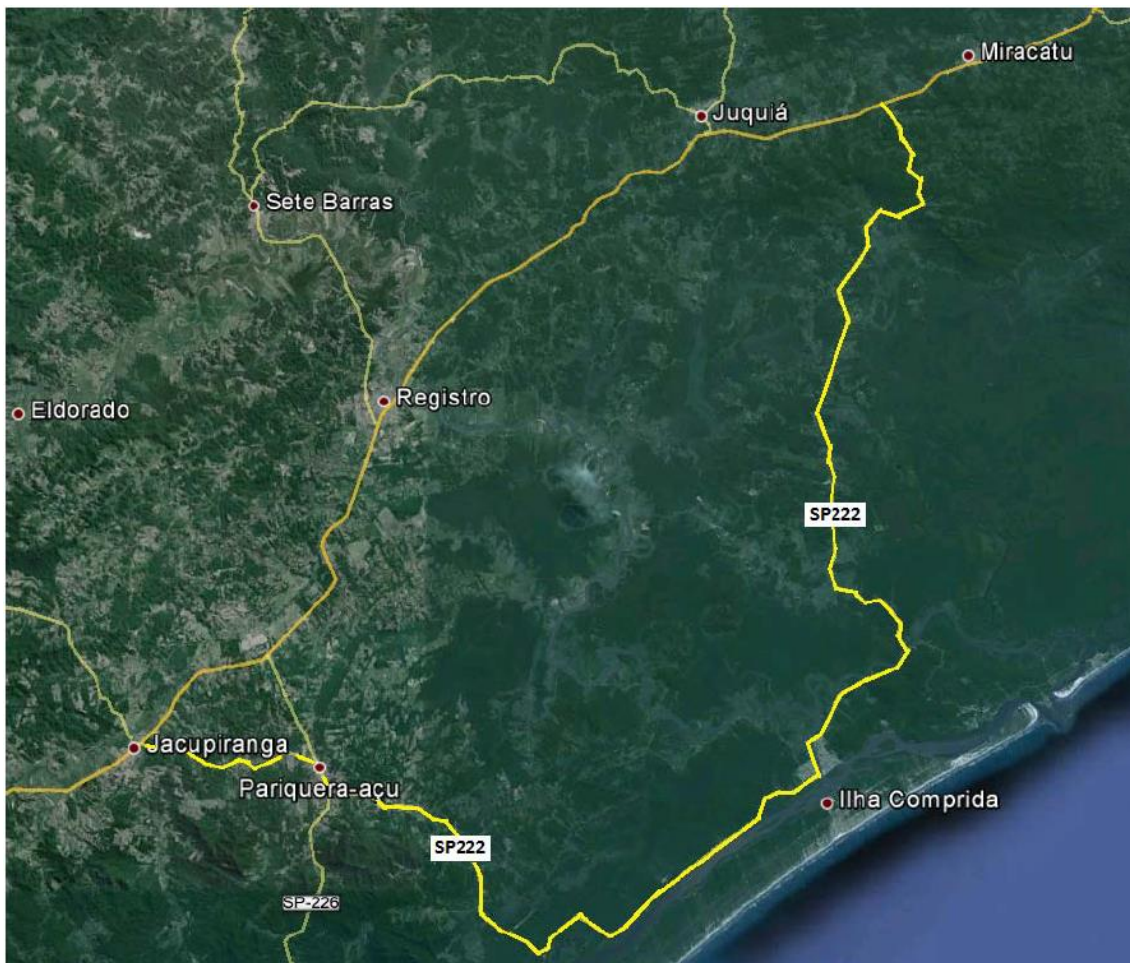 Miracatu
Juquiá
Sete Barras
Registro
Eldorado
SP222
Jacupiranga
Pariquera-açu
Ilha Comprida
SP222
SP-226